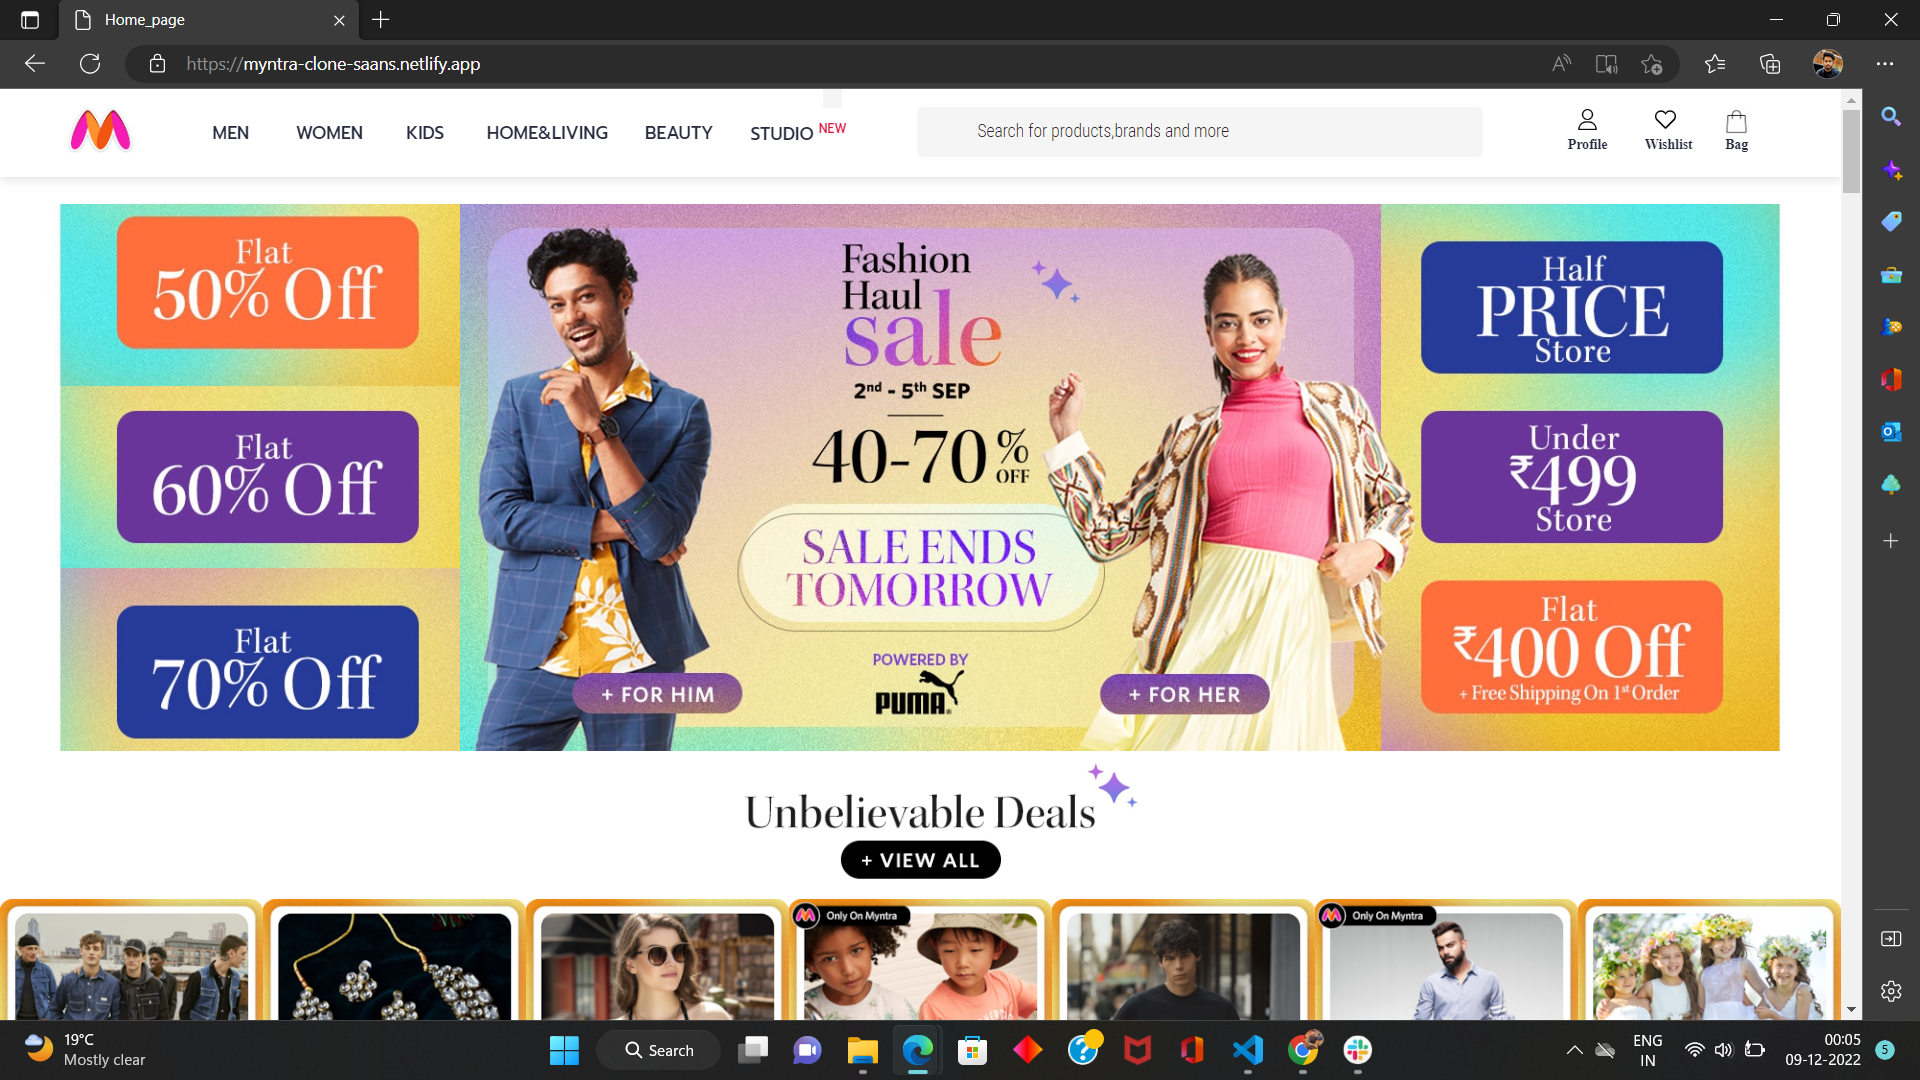 Home_page
https://myntra-clone-saans.netlify.app
MEN WOMEN KIDS HOME&LIVING BEAUTY STUDIO NEW
Search for products,brands and more
Profile Wishlist Bag
Flat
50% Off
Flat
60% Off
Flat
70% Off
Fashion
Haul
sale
2nd - 5th SEP
40-70% OFF
SALE ENDS
TOMORROW
POWERED BY
PUMA
+ FOR HIM
+ FOR HER
Half
PRICE
Store
Under
₹499
Store
Flat
₹400 Off
+ Free Shipping On 1st Order
Unbelievable Deals
+ VIEW ALL
Only On Myntra
Only On Myntra
19°C
Mostly clear
Search
ENG
IN
00:05
09-12-2022
5